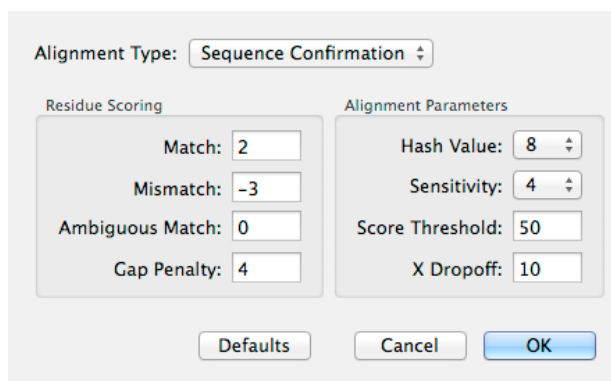 Alignment Type: Sequence Confirmation
Residue Scoring
Match: 2
Mismatch: -3
Ambiguous Match: 0
Gap Penalty: 4
Alignment Parameters
Hash Value: 8
Sensitivity: 4
Score Threshold: 50
X Dropoff: 10
Defaults
Cancel
OK